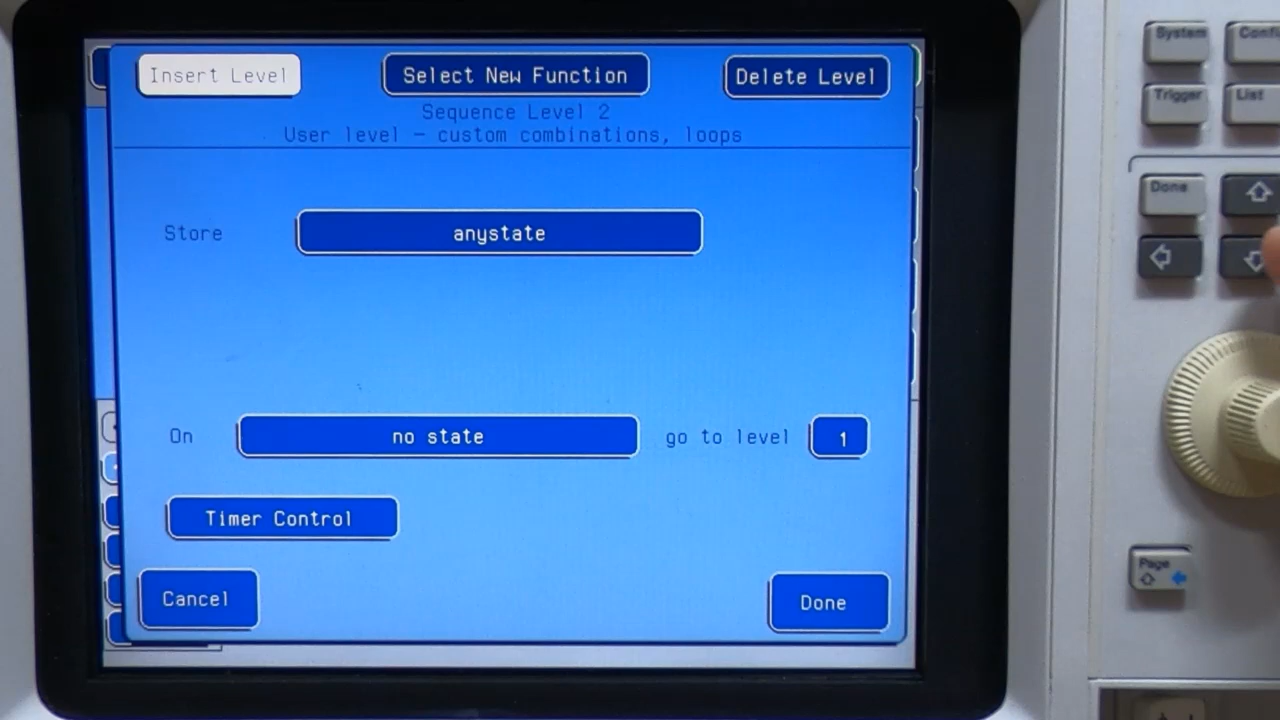 Insert Level
Select New Function
Delete Level
Sequence Level 2
User level – custom combinations, loops
Store
anystate
On
no state
go to level
1
Timer Control
Cancel
Done
System
Trigger
List
Done
Page